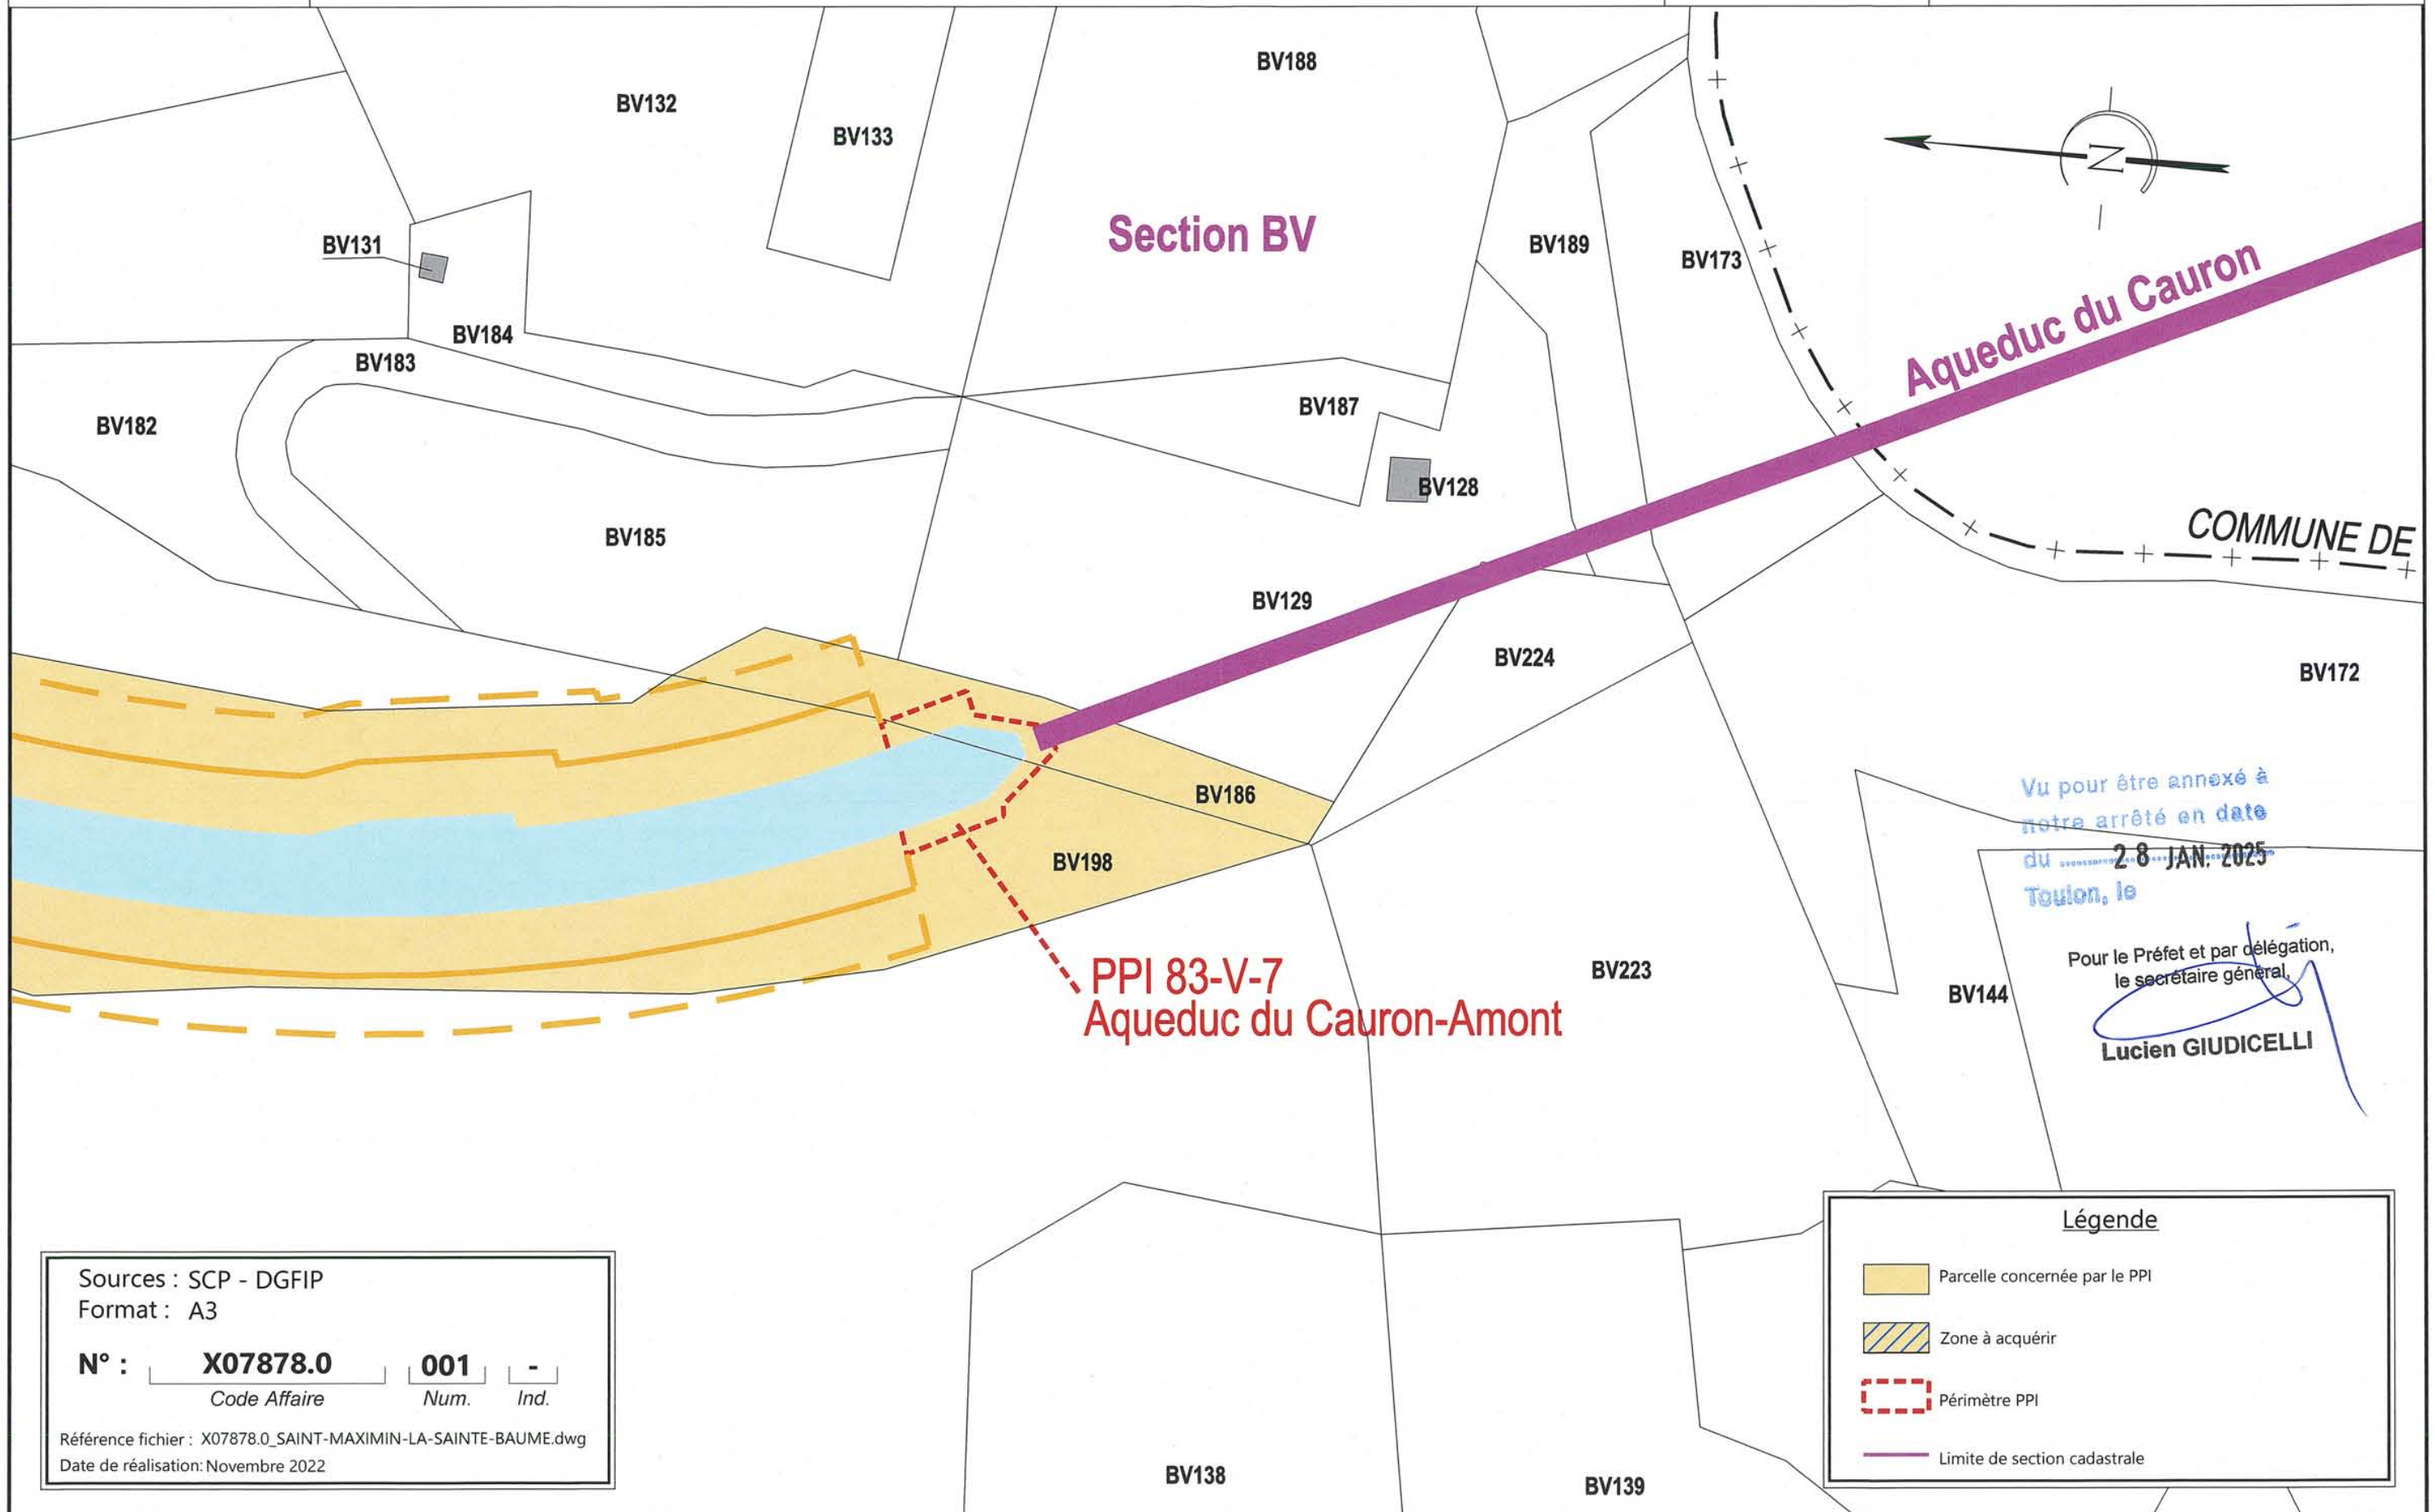 BV188
BV132
BV133
Section BV
BV131
BV189
BV173
Aqueduc du Cauron
BV184
BV183
BV182
BV187
BV128
BV185
COMMUNE DE
BV129
BV224
BV172
BV186
BV198
Vu pour être annexé à
notre arrêté en date
du 28 JAN. 2025
Toulon, le
Pour le Préfet et par délégation,
le secrétaire général,
Lucien GIUDICELLI
PPI 83-V-7
Aqueduc du Cauron-Amont
BV223
BV144
N
Légende
Parcelle concernée par le PPI
Zone à acquérir
Périmètre PPI
Limite de section cadastrale
Sources : SCP - DGFIP
Format : A3
N° : X07878.0 001 -
Code Affaire Num. Ind.
Référence fichier : X07878.0_SAINT-MAXIMIN-LA-SAINTE-BAUME.dwg
Date de réalisation: Novembre 2022
BV138
BV139